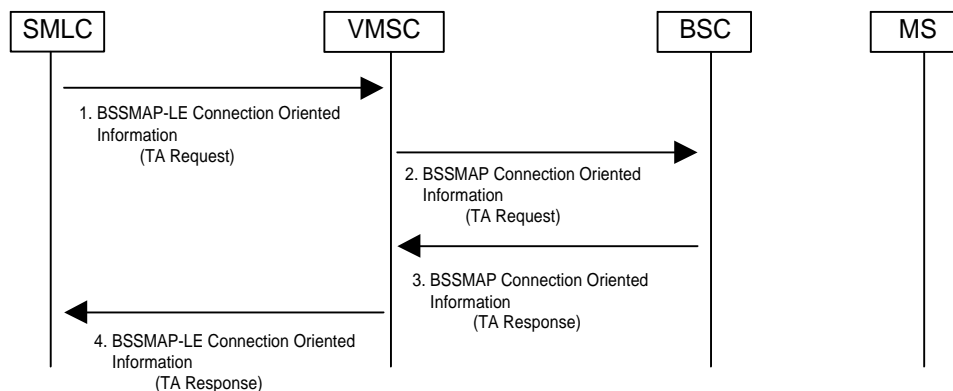 SMLC
VMSC
BSC
MS
1. BSSMAP-LE Connection Oriented
Information
(TA Request)
2. BSSMAP Connection Oriented
Information
(TA Request)
3. BSSMAP Connection Oriented
Information
(TA Response)
4. BSSMAP-LE Connection Oriented
Information
(TA Response)